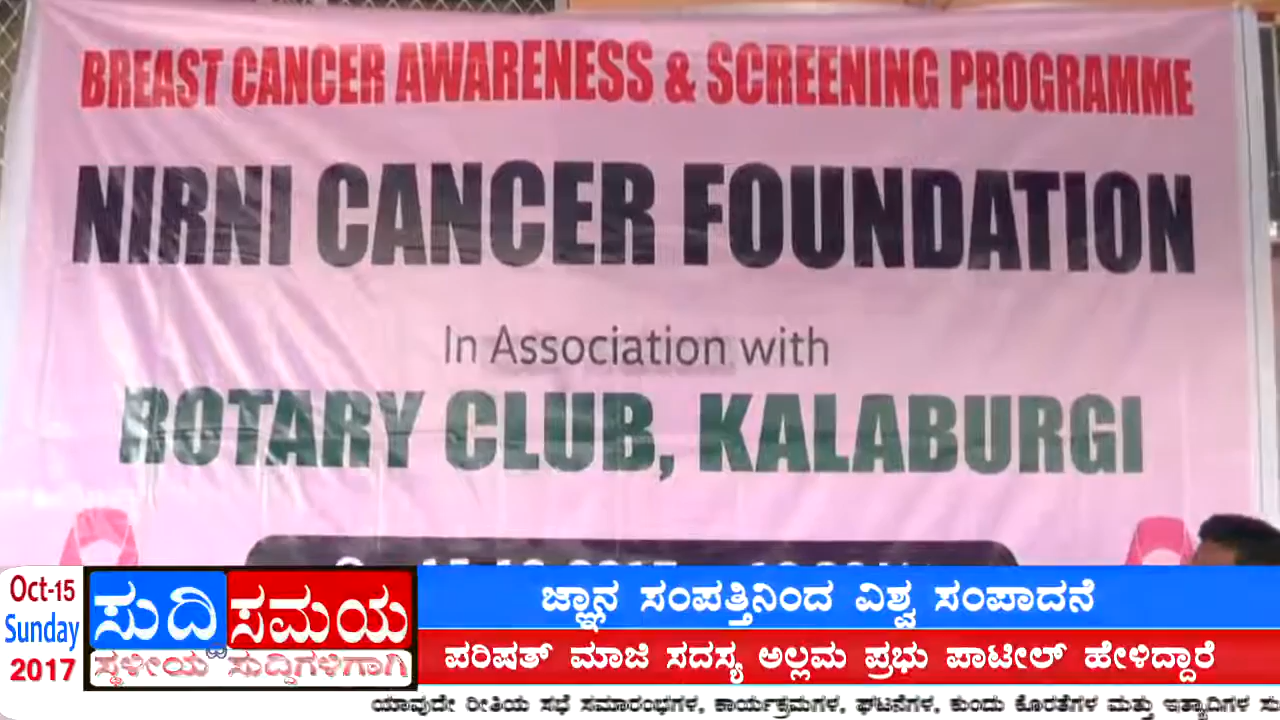 BREAST CANCER AWARENESS & SCREENING PROGRAMME
NIRNI CANCER FOUNDATION
In Association with
ROTARY CLUB, KALABURGI
Oct-15
Sunday
2017
ಸುದ್ದಿ ಸಮಯ
ಸ್ಥಳೀಯ ಸುದ್ದಿಗಳಿಗಾಗಿ
ಜ್ಞಾನ ಸಂಪತ್ತಿನಿಂದ ವಿಶ್ವ ಸಂಪಾದನೆ
ಪರಿಷತ್ ಮಾಜಿ ಸದಸ್ಯ ಅಲ್ಲಮ ಪ್ರಭು ಪಾಟೀಲ್ ಹೇಳಿದ್ದಾರೆ
ಯಾವುದೇ ರೀತಿಯ ಸಭೆ ಸಮಾರಂಭಗಳ, ಕಾರ್ಯಕ್ರಮಗಳ, ಘಟನೆಗಳ, ಕುಂದು ಕೊರತೆಗಳ ಮತ್ತು ಇತ್ಯಾದಿಗಳ ಸು